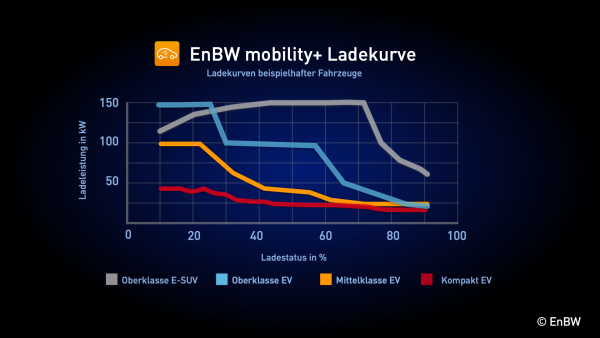 EnBW mobility+ Ladekurve
Ladekurven beispielhafter Fahrzeuge
Ladeleistung in kW
150
100
50
0 20 40 60 80 100
Ladestatus in %
Oberklasse E-SUV Oberklasse EV Mittelklasse EV Kompakt EV
© EnBW